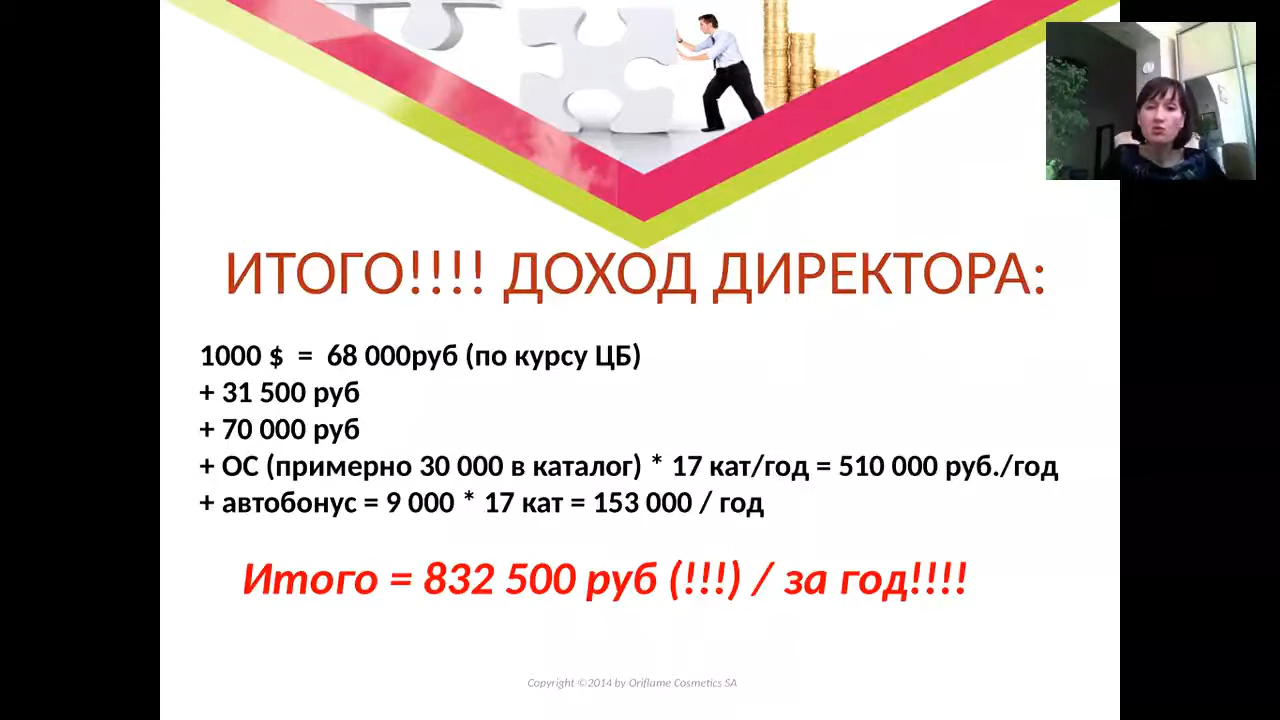 ИТОГО!!!! ДОХОД ДИРЕКТОРА:
1000 $ = 68 000руб (по курсу ЦБ)
+ 31 500 руб
+ 70 000 руб
+ ОС (примерно 30 000 в каталог) * 17 кат/год = 510 000 руб./год
+ автобонус = 9 000 * 17 кат = 153 000 / год
Итого = 832 500 руб (!!!) / за год!!!!
Copyright ©2014 by Oriflame Cosmetics SA